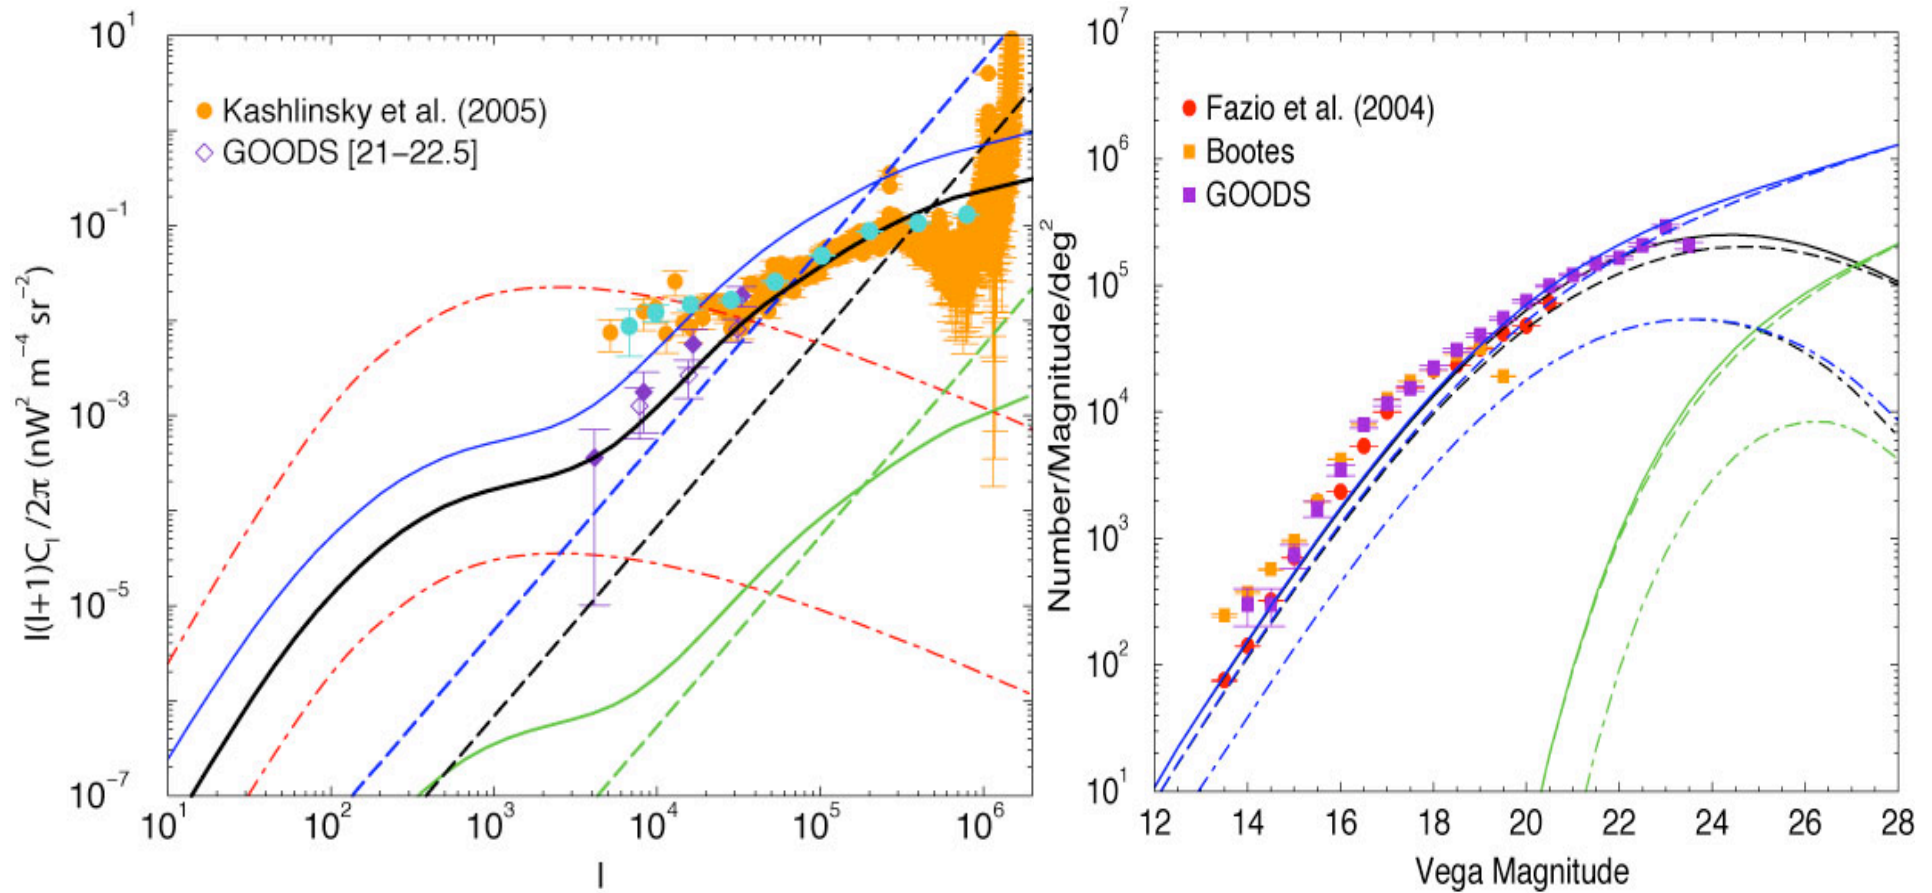 10^1
10^-1
10^-3
10^-5
10^-7
l(l+1)C_l/2π (nW^2 m^-4 sr^-2)
Kashlinsky et al. (2005)
GOODS [21–22.5]
10^1 10^2 10^3 10^4 10^5 10^6
l
10^7
10^6
10^5
10^4
10^3
10^2
10^1
Number/Magnitude/deg^2
Fazio et al. (2004)
Bootes
GOODS
12 14 16 18 20 22 24 26 28
Vega Magnitude